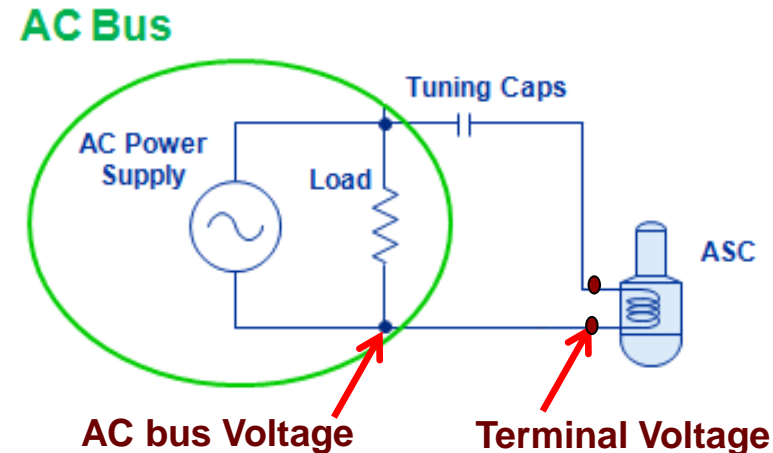 AC Bus
Tuning Caps
AC Power
Supply
Load
ASC
AC bus Voltage
Terminal Voltage